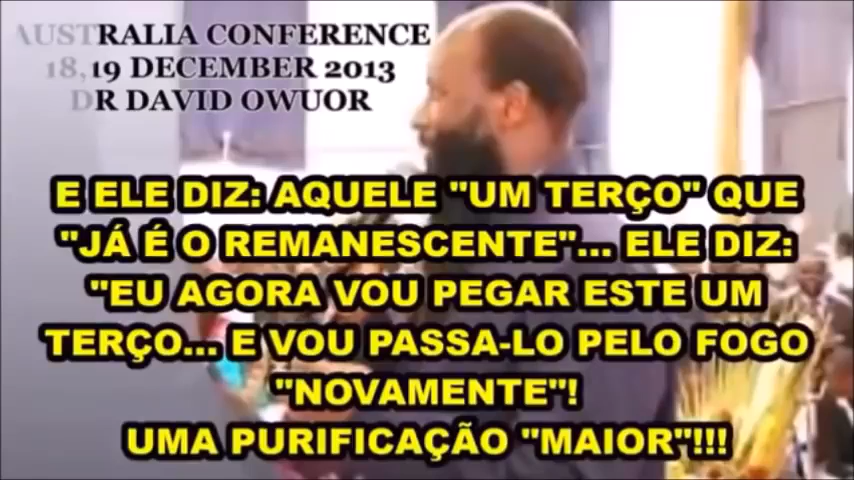 AUSTRALIA CONFERENCE
18,19 DECEMBER 2013
DR DAVID OWUOR
E ELE DIZ: AQUELE "UM TERÇO" QUE
"JÁ É O REMANESCENTE"... ELE DIZ:
"EU AGORA VOU PEGAR ESTE UM
TERÇO... E VOU PASSA-LO PELO FOGO
"NOVAMENTE"!
UMA PURIFICAÇÃO "MAIOR"!!!